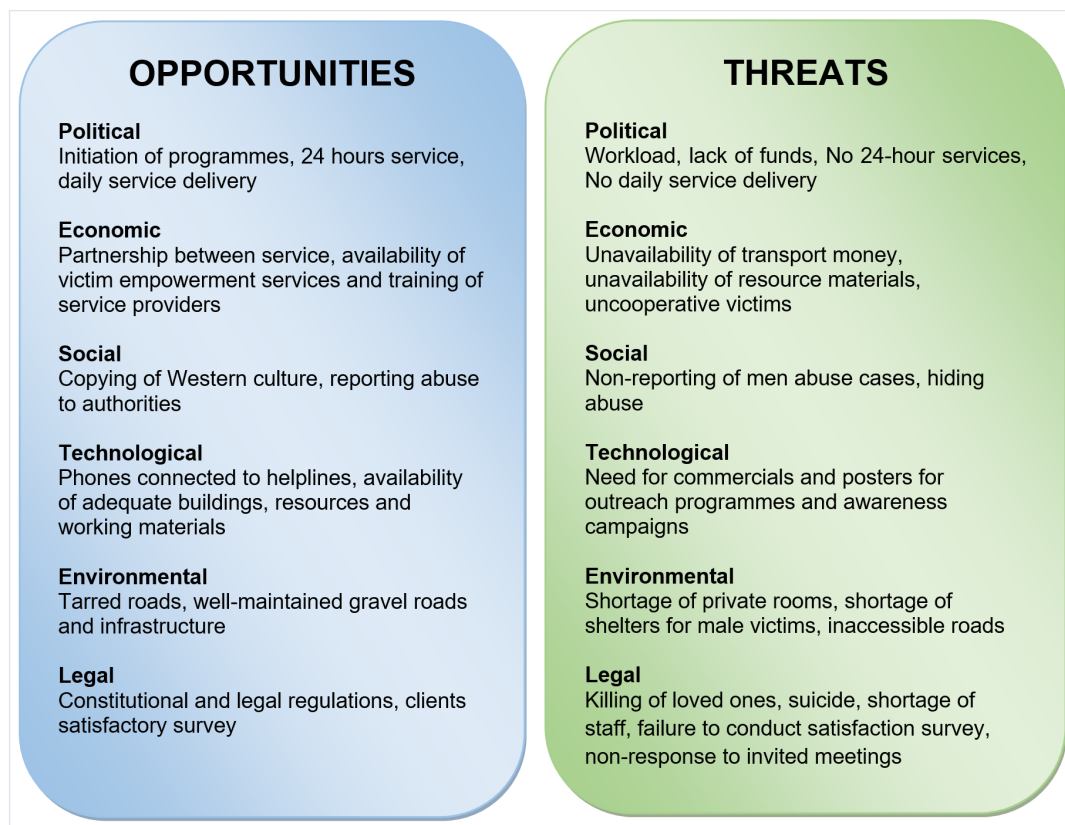 OPPORTUNITIES
Political
Initiation of programmes, 24 hours service,
daily service delivery
Economic
Partnership between service, availability of
victim empowerment services and training of
service providers
Social
Copying of Western culture, reporting abuse
to authorities
Technological
Phones connected to helplines, availability
of adequate buildings, resources and
working materials
Environmental
Tarred roads, well-maintained gravel roads
and infrastructure
Legal
Constitutional and legal regulations, clients
satisfactory survey
THREATS
Political
Workload, lack of funds, No 24-hour services,
No daily service delivery
Economic
Unavailability of transport money,
unavailability of resource materials,
uncooperative victims
Social
Non-reporting of men abuse cases, hiding
abuse
Technological
Need for commercials and posters for
outreach programmes and awareness
campaigns
Environmental
Shortage of private rooms, shortage of
shelters for male victims, inaccessible roads
Legal
Killing of loved ones, suicide, shortage of
staff, failure to conduct satisfaction survey,
non-response to invited meetings